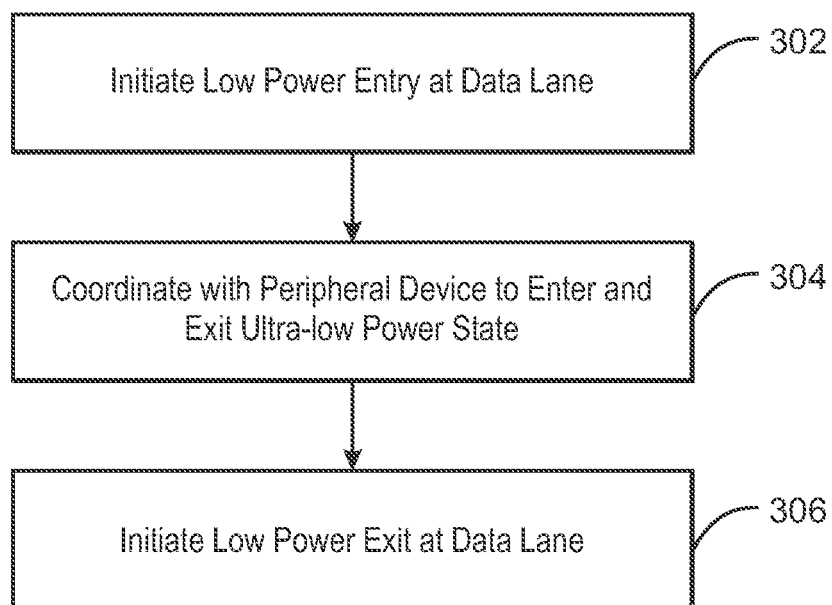 Initiate Low Power Entry at Data Lane
302
Coordinate with Peripheral Device to Enter and
Exit Ultra-low Power State
304
Initiate Low Power Exit at Data Lane
306